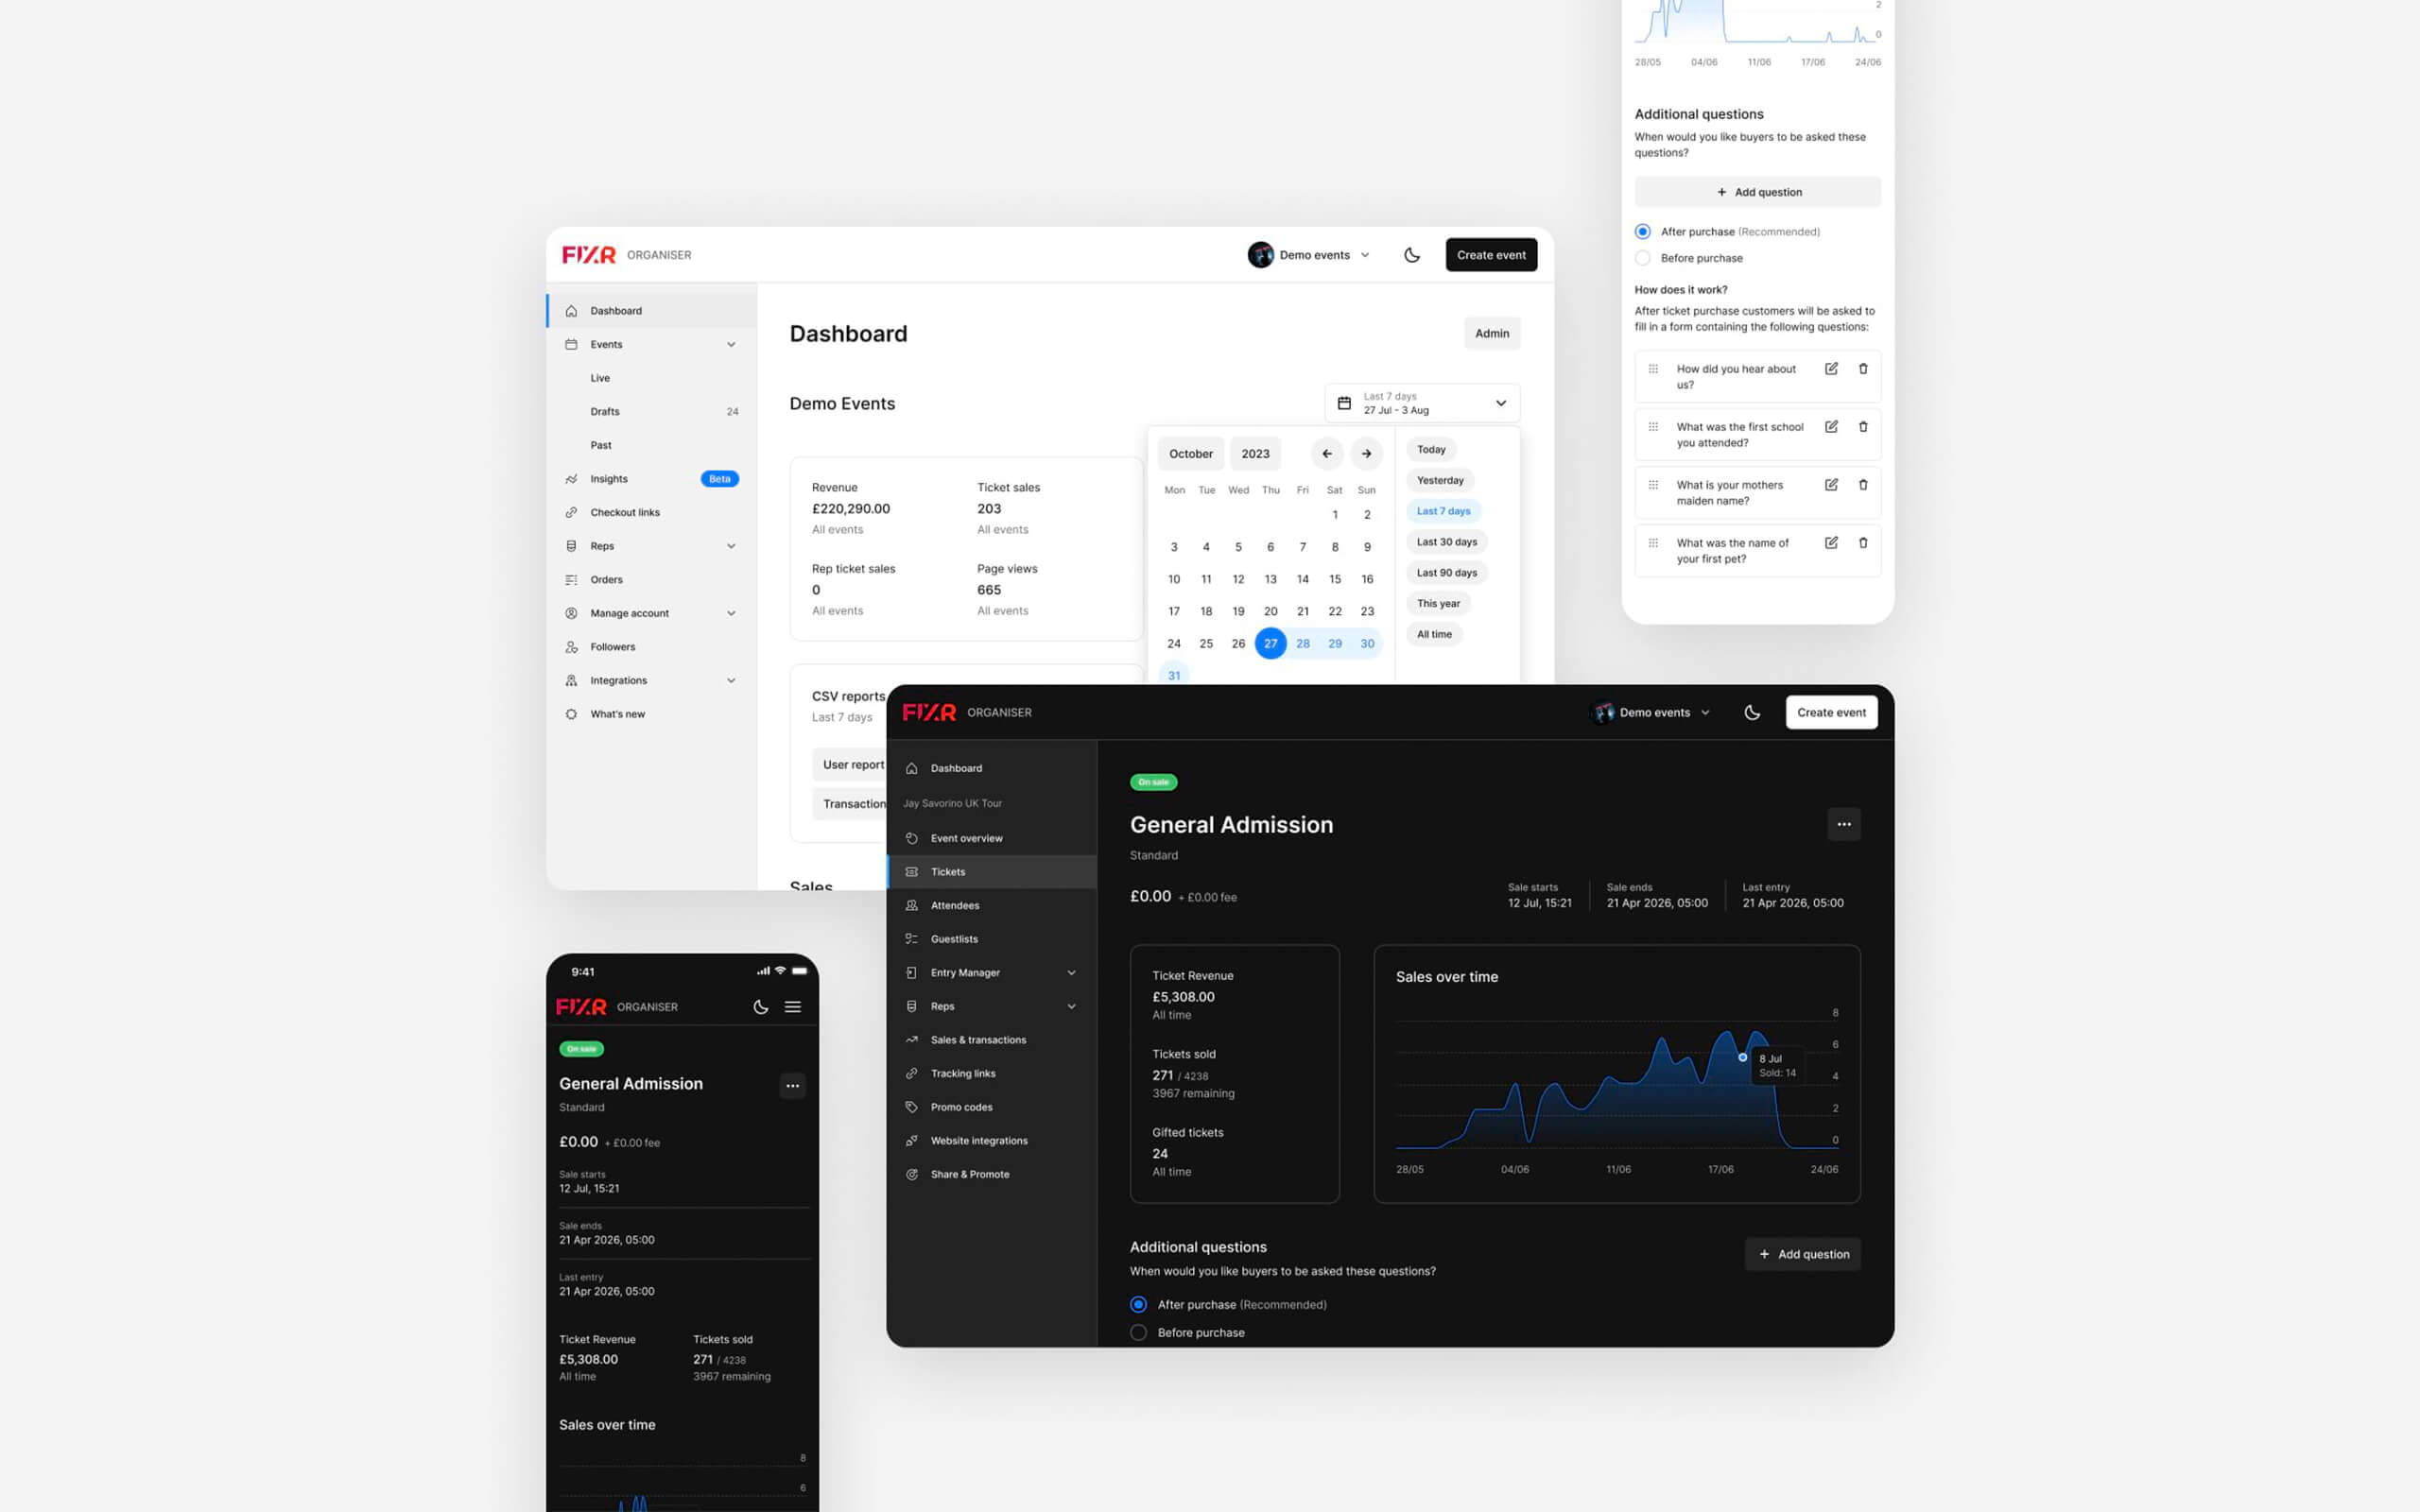 2
0
28/05 04/06 11/06 17/06 24/06
Additional questions
When would you like buyers to be asked these
questions?
+ Add question
After purchase (Recommended)
Before purchase
How does it work?
After ticket purchase customers will be asked to
fill in a form containing the following questions:
How did you hear about
us?
What was the first school
you attended?
What is your mothers
maiden name?
What was the name of
your first pet?
FIXR ORGANISER
Demo events
Create event
Dashboard
Events
Live
Drafts 24
Past
Insights Beta
Checkout links
Reps
Orders
Manage account
Followers
Integrations
What's new
Dashboard
Admin
Demo Events
Last 7 days
27 Jul - 3 Aug
Revenue
£220,290.00
All events
Ticket sales
203
All events
Rep ticket sales
0
All events
Page views
665
All events
CSV reports
Last 7 days
User report
Transaction
Sales
October 2023
Mon Tue Wed Thu Fri Sat Sun
1 2
3 4 5 6 7 8 9
10 11 12 13 14 15 16
17 18 19 20 21 22 23
24 25 26 27 28 29 30
31
Today
Yesterday
Last 7 days
Last 30 days
Last 90 days
This year
All time
FIXR ORGANISER
Demo events
Create event
Dashboard
Jay Savorino UK Tour
Event overview
Tickets
Attendees
Guestlists
Entry Manager
Reps
Sales & transactions
Tracking links
Promo codes
Website integrations
Share & Promote
On sale
General Admission
...
Standard
£0.00 + £0.00 fee
Sale starts
12 Jul, 15:21
Sale ends
21 Apr 2026, 05:00
Last entry
21 Apr 2026, 05:00
Ticket Revenue
£5,308.00
All time
Tickets sold
271 / 4238
3967 remaining
Gifted tickets
24
All time
Sales over time
8
6
4
2
0
8 Jul
Sold: 14
28/05 04/06 11/06 17/06 24/06
Additional questions
When would you like buyers to be asked these questions?
+ Add question
After purchase (Recommended)
Before purchase
9:41
FIXR ORGANISER
On sale
General Admission
...
Standard
£0.00 + £0.00 fee
Sale starts
12 Jul, 15:21
Sale ends
21 Apr 2026, 05:00
Last entry
21 Apr 2026, 05:00
Ticket Revenue
£5,308.00
All time
Tickets sold
271 / 4238
3967 remaining
Sales over time
8
6